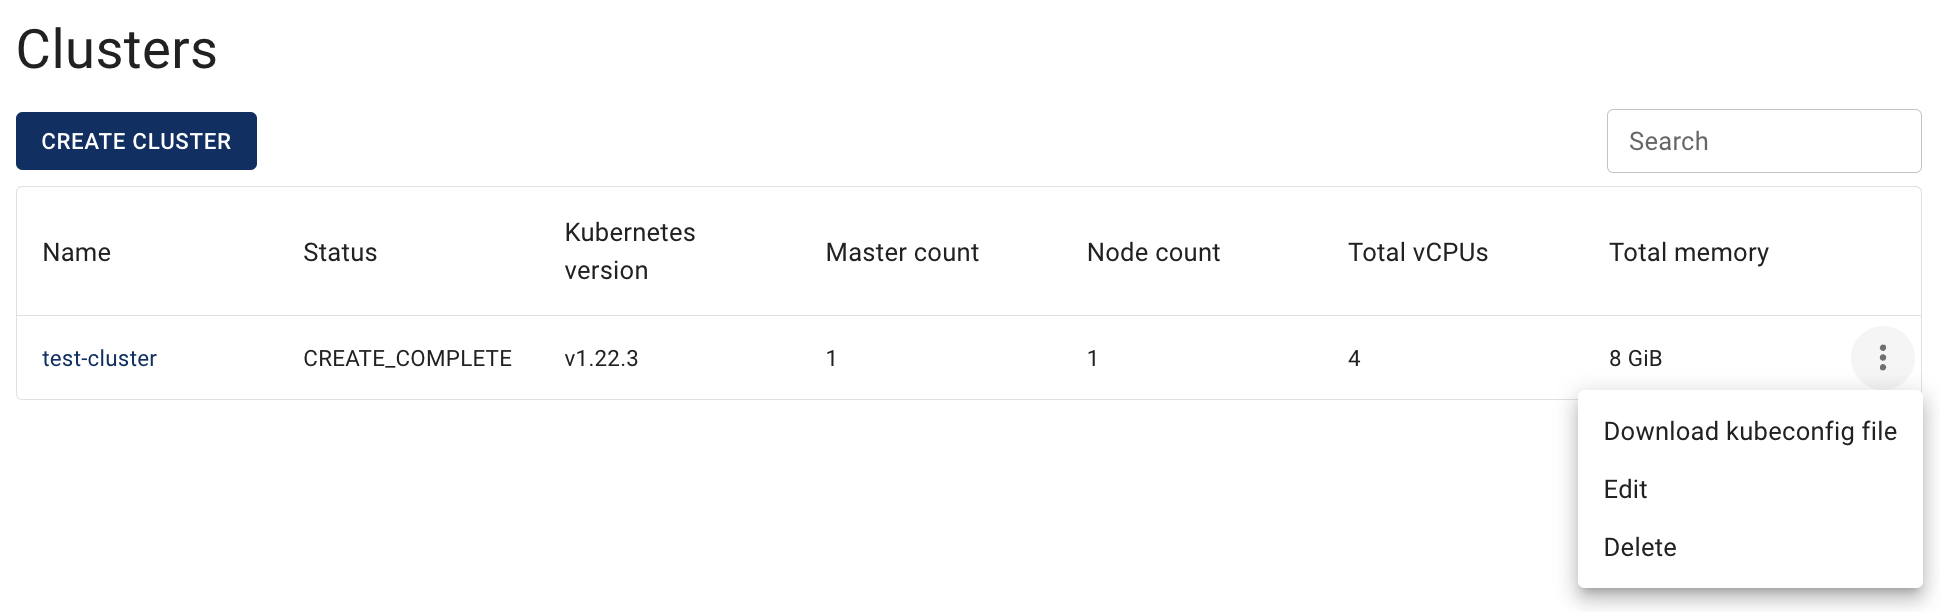 Clusters
CREATE CLUSTER
Search
Name
Status
Kubernetes
version
Master count
Node count
Total vCPUs
Total memory
test-cluster
CREATE_COMPLETE
v1.22.3
1
1
4
8 GiB
Download kubeconfig file
Edit
Delete